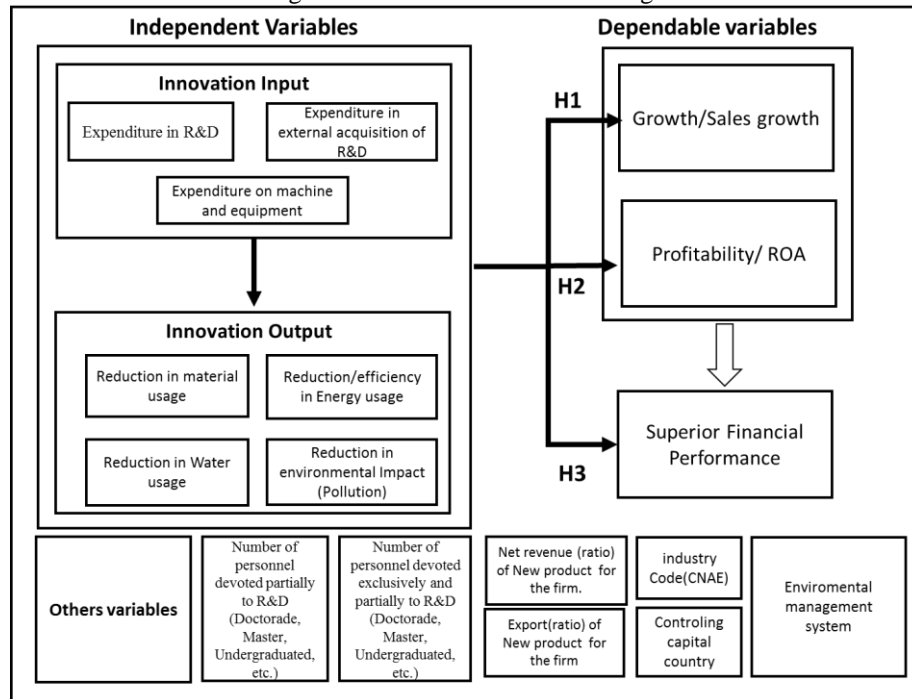 Independent Variables
Dependable variables
Innovation Input
Expenditure in R&D
Expenditure in
external acquisition of
R&D
Expenditure on machine
and equipment
Innovation Output
Reduction in material
usage
Reduction/efficiency
in Energy usage
Reduction in Water
usage
Reduction in
environmental Impact
(Pollution)
H1
H2
H3
Growth/Sales growth
Profitability/ ROA
Superior Financial
Performance
Others variables
Number of
personnel
devoted partially
to R&D
(Doctorade,
Master,
Undergraduated,
etc.)
Number of
personnel devoted
exclusively and
partially to R&D
(Doctorade,
Master,
Undergraduated,
etc.)
Net revenue (ratio)
of New product for
the firm.
Export(ratio) of
New product for
the firm
industry
Code(CNAE)
Controling
capital
country
Enviromental
management
system